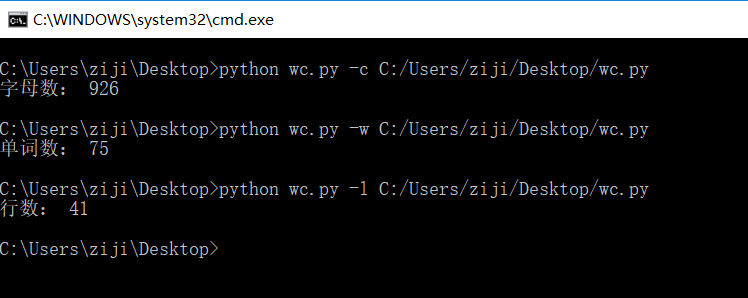 C:\WINDOWS\system32\cmd.exe
C:\Users\ziji\Desktop>python wc.py -c C:/Users/ziji/Desktop/wc.py
字母数： 926
C:\Users\ziji\Desktop>python wc.py -w C:/Users/ziji/Desktop/wc.py
单词数： 75
C:\Users\ziji\Desktop>python wc.py -l C:/Users/ziji/Desktop/wc.py
行数： 41
C:\Users\ziji\Desktop>